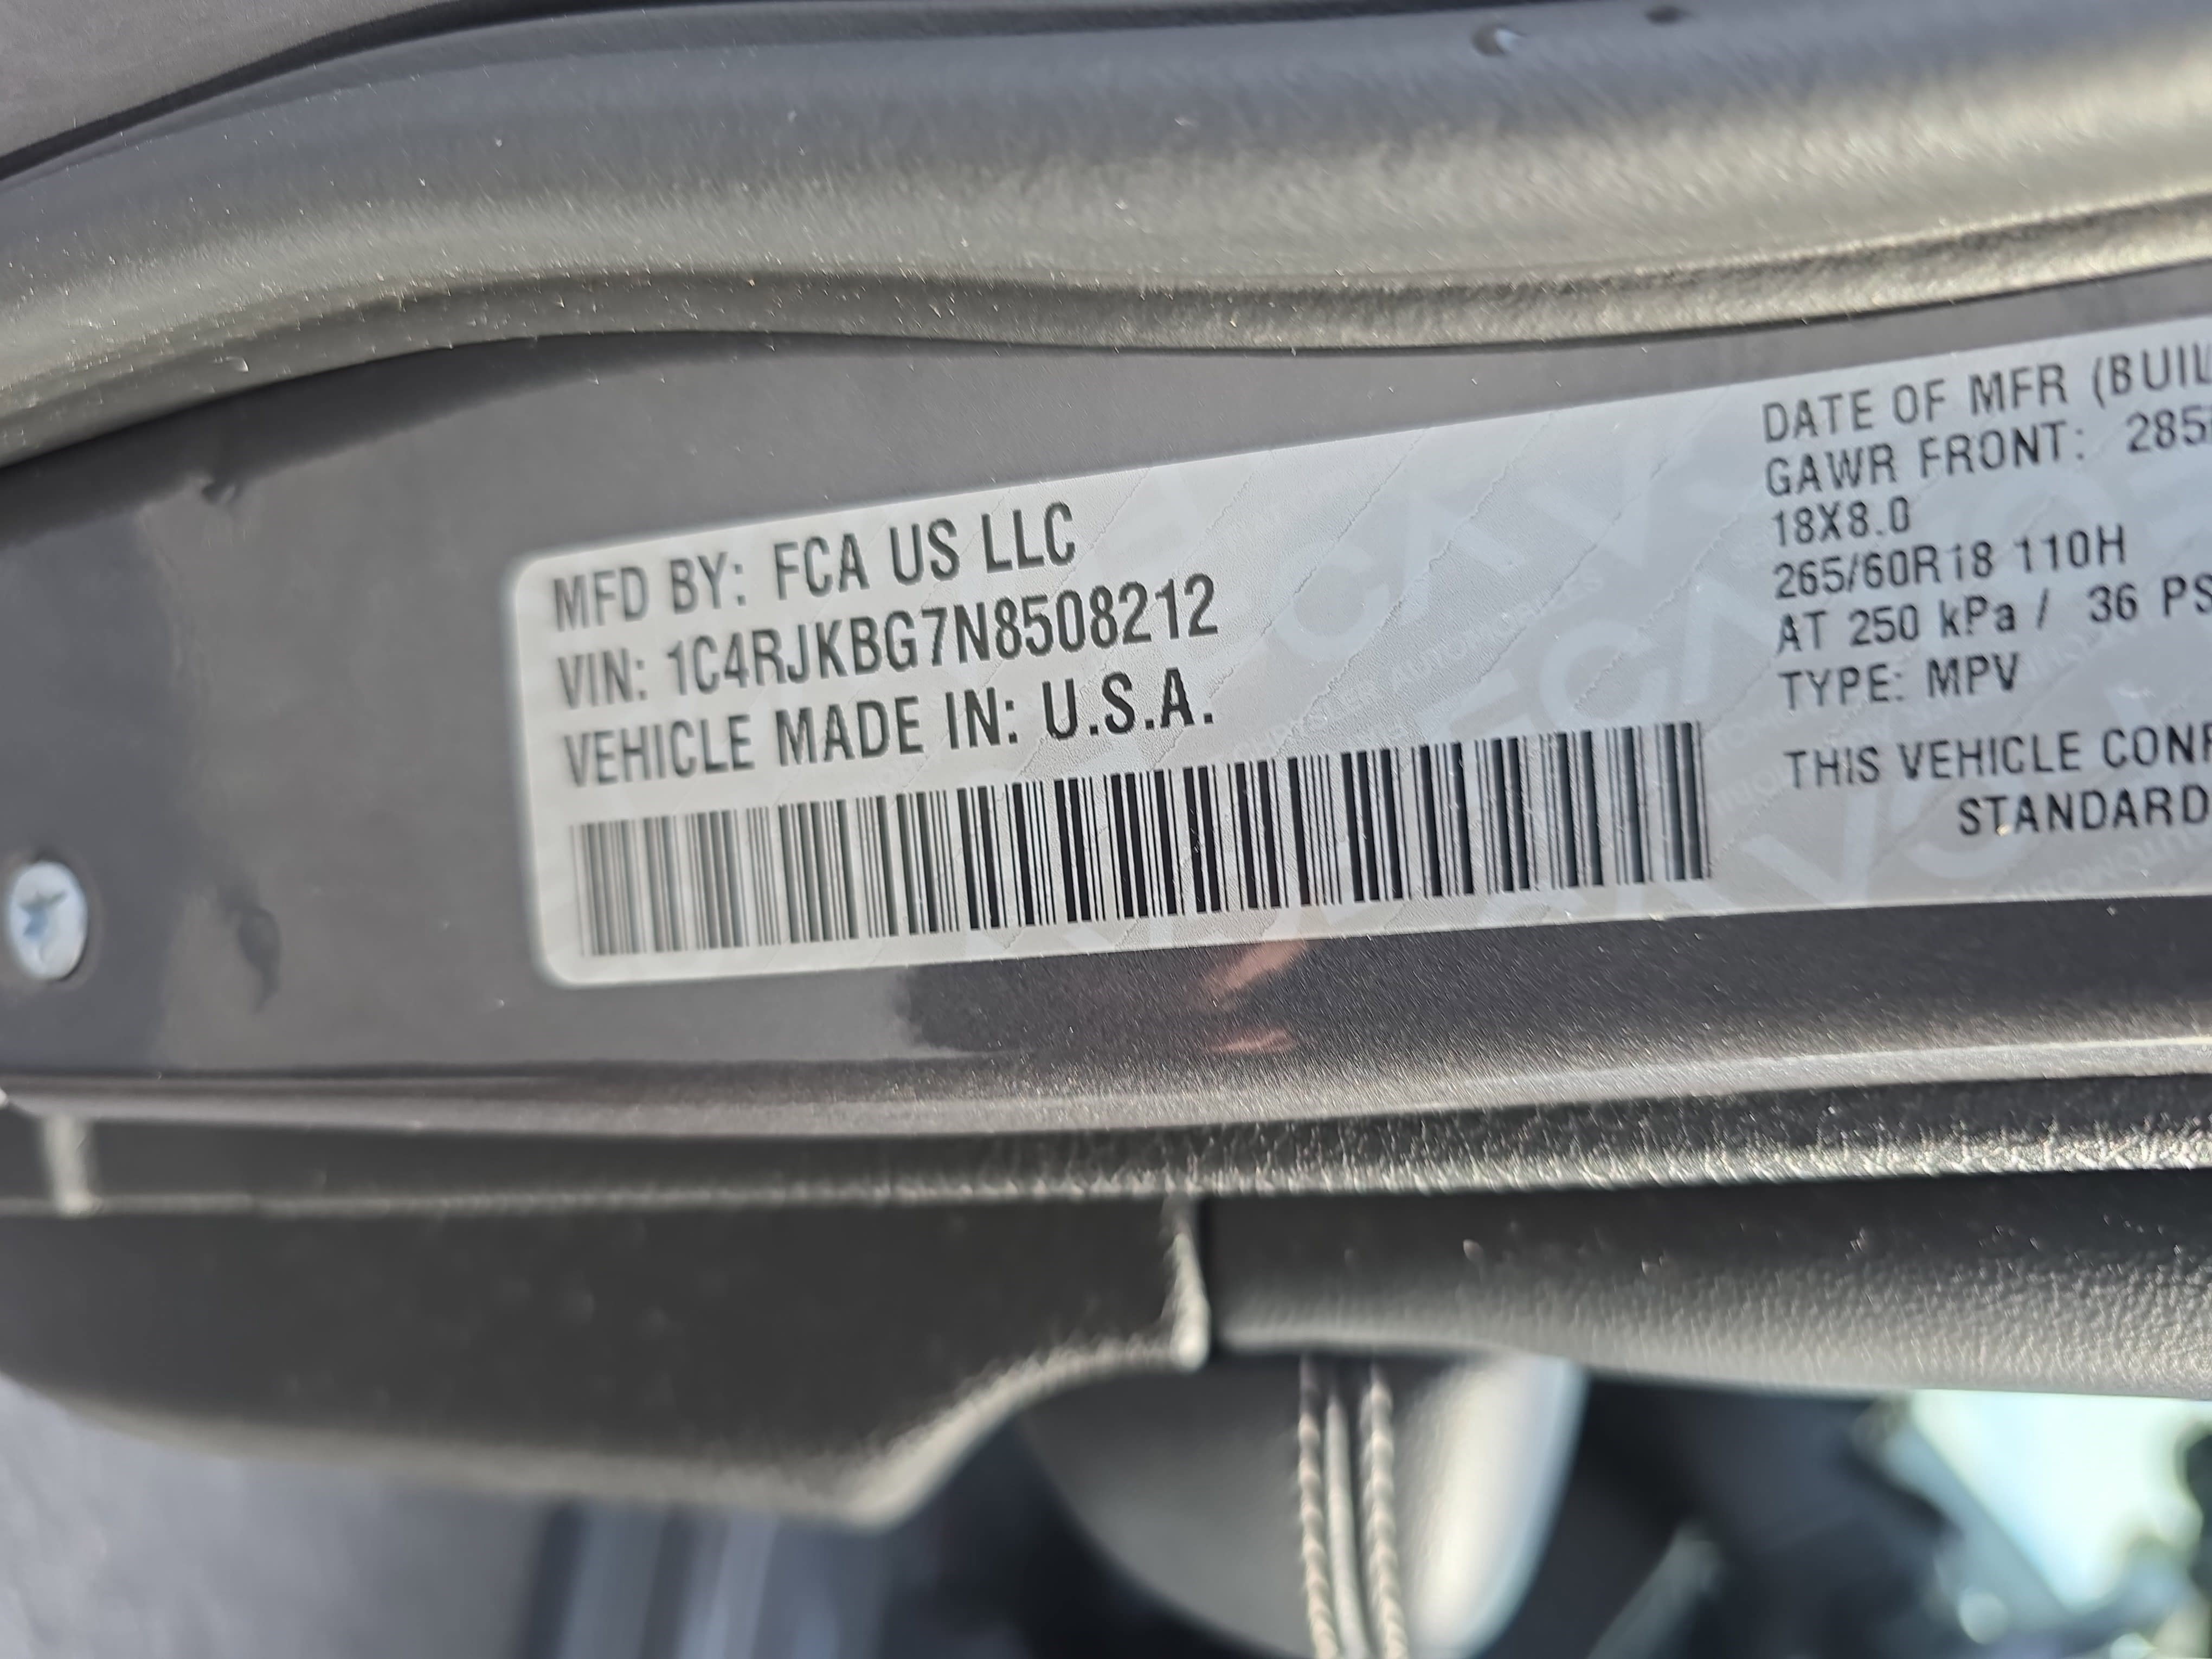 MFD BY: FCA US LLC
VIN: 1C4RJKBG7N8508212
VEHICLE MADE IN: U.S.A.
DATE OF MFR (BUIL
GAWR FRONT: 285
18X8.0
265/60R18 110H
AT 250 kPa / 36 PS
TYPE: MPV
THIS VEHICLE CONF
STANDARD